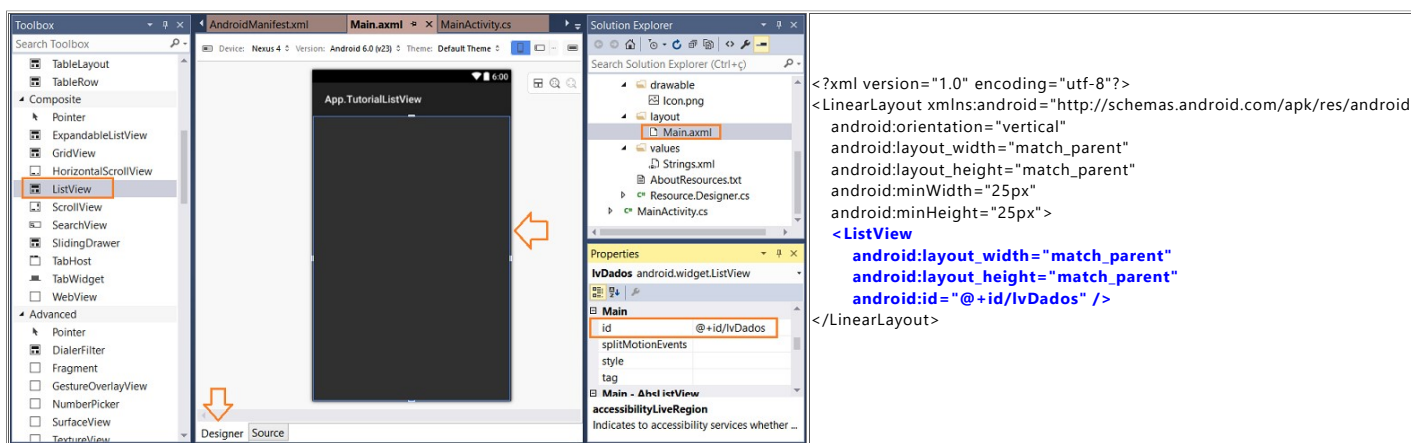 Toolbox
Search Toolbox
TableLayout
TableRow
Composite
Pointer
ExpandableListView
GridView
HorizontalScrollView
ListView
ScrollView
SearchView
SlidingDrawer
TabHost
TabWidget
WebView
Advanced
Pointer
DialerFilter
Fragment
GestureOverlayView
NumberPicker
SurfaceView
TextureView
AndroidManifest.xml Main.axml MainActivity.cs
Device: Nexus 4 Version: Android 6.0 (v23) Theme: Default Theme
6:00
App.TutorialListView
Designer Source
Solution Explorer
Search Solution Explorer (Ctrl+ç)
drawable
Icon.png
layout
Main.axml
values
Strings.xml
AboutResources.txt
Resource.Designer.cs
MainActivity.cs
Properties
lvDados android.widget.ListView
Main
id @+id/lvDados
splitMotionEvents
style
tag
Main - AbsListView
accessibilityLiveRegion
Indicates to accessibility services whether ...
<?xml version="1.0" encoding="utf-8"?>
<LinearLayout xmlns:android="http://schemas.android.com/apk/res/android
android:orientation="vertical"
android:layout_width="match_parent"
android:layout_height="match_parent"
android:minWidth="25px"
android:minHeight="25px">
<ListView
android:layout_width="match_parent"
android:layout_height="match_parent"
android:id="@+id/lvDados" />
</LinearLayout>